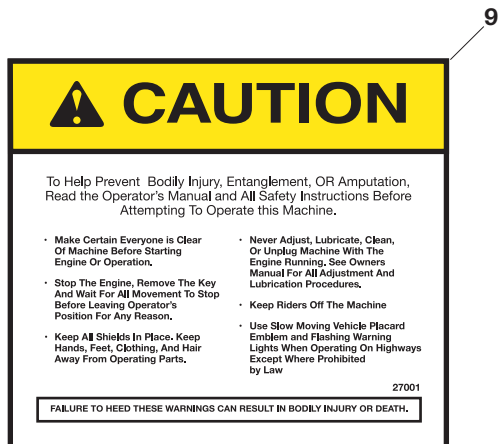 9
CAUTION
To Help Prevent Bodily Injury, Entanglement, OR Amputation,
Read the Operator's Manual and All Safety Instructions Before
Attempting To Operate this Machine.
· Make Certain Everyone is Clear
Of Machine Before Starting
Engine Or Operation.
· Stop The Engine, Remove The Key
And Wait For All Movement To Stop
Before Leaving Operator's
Position For Any Reason.
· Keep All Shields In Place. Keep
Hands, Feet, Clothing, And Hair
Away From Operating Parts.
· Never Adjust, Lubricate, Clean,
Or Unplug Machine With The
Engine Running. See Owners
Manual For All Adjustment And
Lubrication Procedures.
· Keep Riders Off The Machine
· Use Slow Moving Vehicle Placard
Emblem and Flashing Warning
Lights When Operating On Highways
Except Where Prohibited
by Law
27001
FAILURE TO HEED THESE WARNINGS CAN RESULT IN BODILY INJURY OR DEATH.